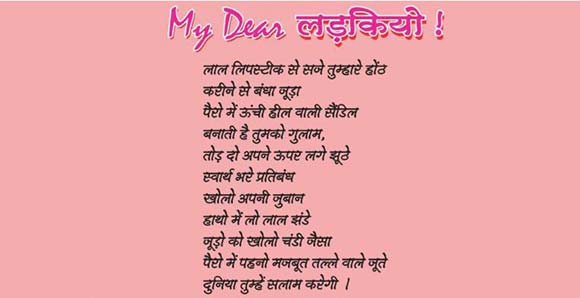 My Dear लड़कियो !
लाल लिपस्टीक से सजे तुम्हारे होंठ
करीने से बंधा जूड़ा
पैरो में ऊंची हील वाली सैंडिल
बनाती है तुमको गुलाम,
तोड़ दो अपने ऊपर लगे झूठे
स्वार्थ भरे प्रतिबंध
खोलो अपनी जुबान
हाथो में लो लाल झंडे
जूड़ो को खोलो चंडी जैसा
पैरो में पहनो मजबूत तल्ले वाले जूते
दुनिया तुम्हें सलाम करेगी ।